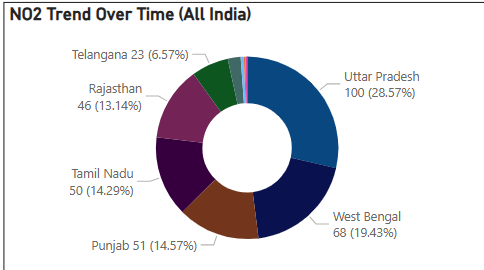 NO2 Trend Over Time (All India)
Telangana 23 (6.57%)
Uttar Pradesh
100 (28.57%)
Rajasthan
46 (13.14%)
Tamil Nadu
50 (14.29%)
West Bengal
68 (19.43%)
Punjab 51 (14.57%)